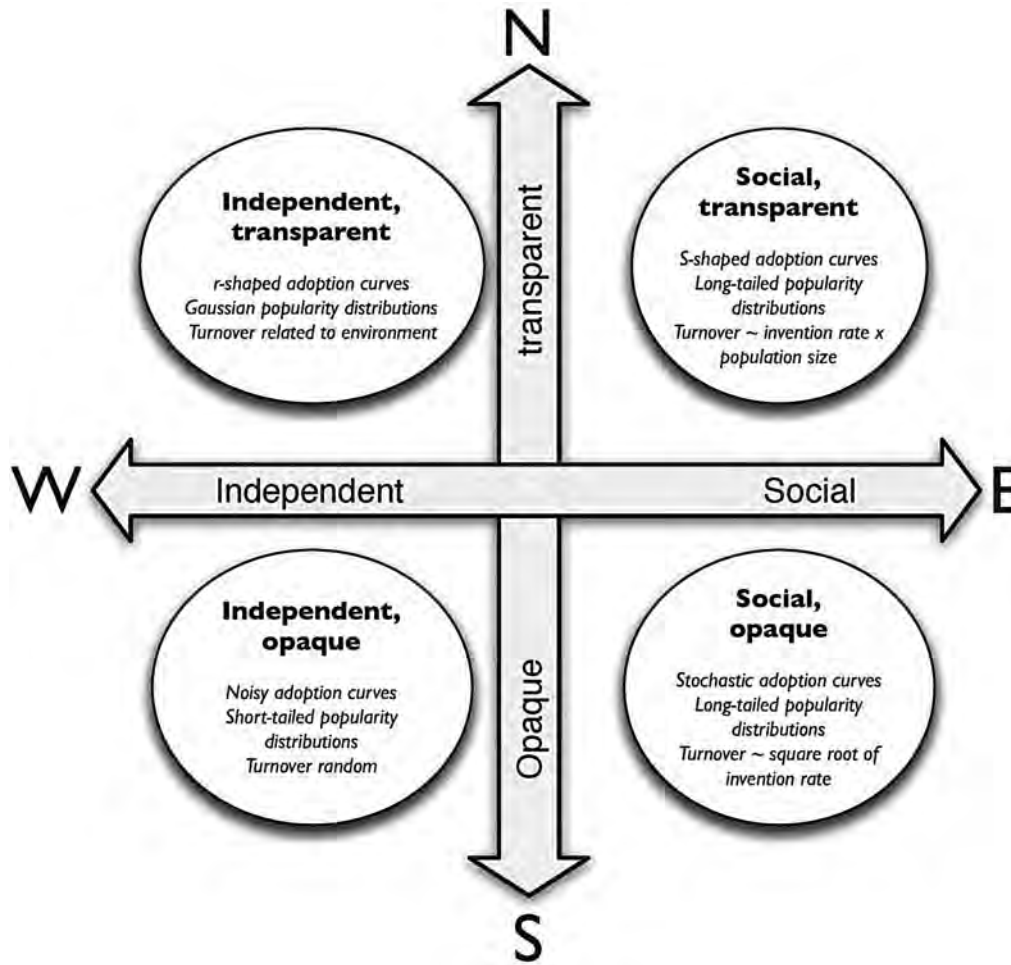 N
Independent,
transparent
r-shaped adoption curves
Gaussian popularity distributions
Turnover related to environment
transparent
Social,
transparent
S-shaped adoption curves
Long-tailed popularity
distributions
Turnover ~ invention rate x
population size
W
Independent
Social
E
Independent,
opaque
Noisy adoption curves
Short-tailed popularity
distributions
Turnover random
Opaque
Social,
opaque
Stochastic adoption curves
Long-tailed popularity
distributions
Turnover ~ square root of
invention rate
S